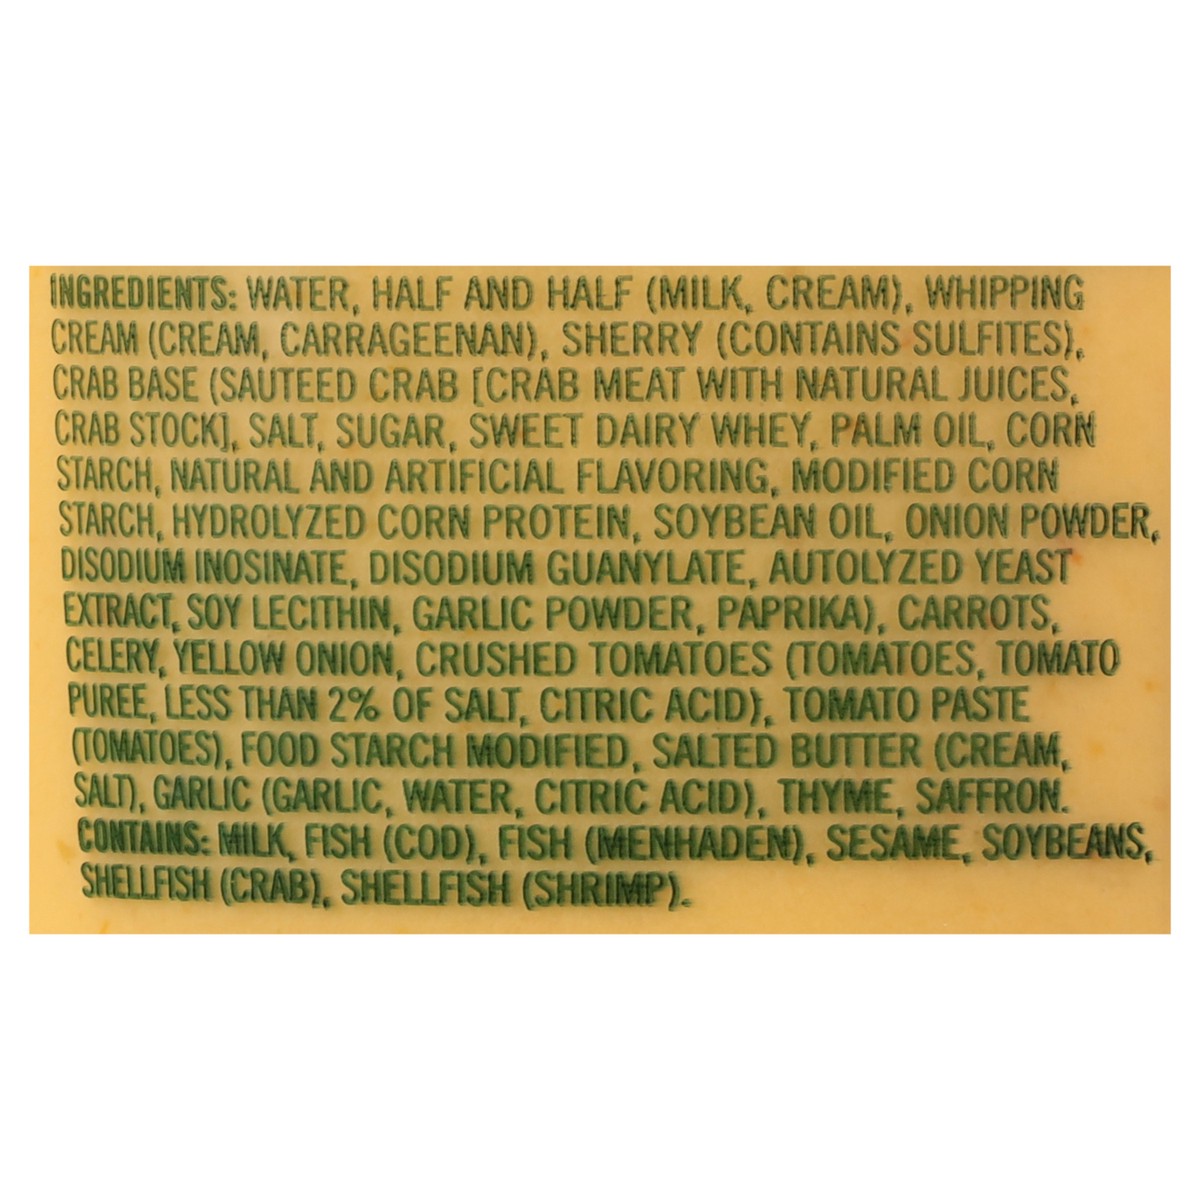 INGREDIENTS: WATER, HALF AND HALF (MILK, CREAM), WHIPPING
CREAM (CREAM, CARRAGEENAN), SHERRY (CONTAINS SULFITES),
CRAB BASE (SAUTEED CRAB [CRAB MEAT WITH NATURAL JUICES,
CRAB STOCK], SALT, SUGAR, SWEET DAIRY WHEY, PALM OIL, CORN
STARCH, NATURAL AND ARTIFICIAL FLAVORING, MODIFIED CORN
STARCH, HYDROLYZED CORN PROTEIN, SOYBEAN OIL, ONION POWDER,
DISODIUM INOSINATE, DISODIUM GUANYLATE, AUTOLYZED YEAST
EXTRACT, SOY LECITHIN, GARLIC POWDER, PAPRIKA), CARROTS,
CELERY, YELLOW ONION, CRUSHED TOMATOES (TOMATOES, TOMATO
PUREE, LESS THAN 2% OF SALT, CITRIC ACID), TOMATO PASTE
(TOMATOES), FOOD STARCH MODIFIED, SALTED BUTTER (CREAM,
SALT), GARLIC (GARLIC, WATER, CITRIC ACID), THYME, SAFFRON.
CONTAINS: MILK, FISH (COD), FISH (MENHADEN), SESAME, SOYBEANS,
SHELLFISH (CRAB), SHELLFISH (SHRIMP).